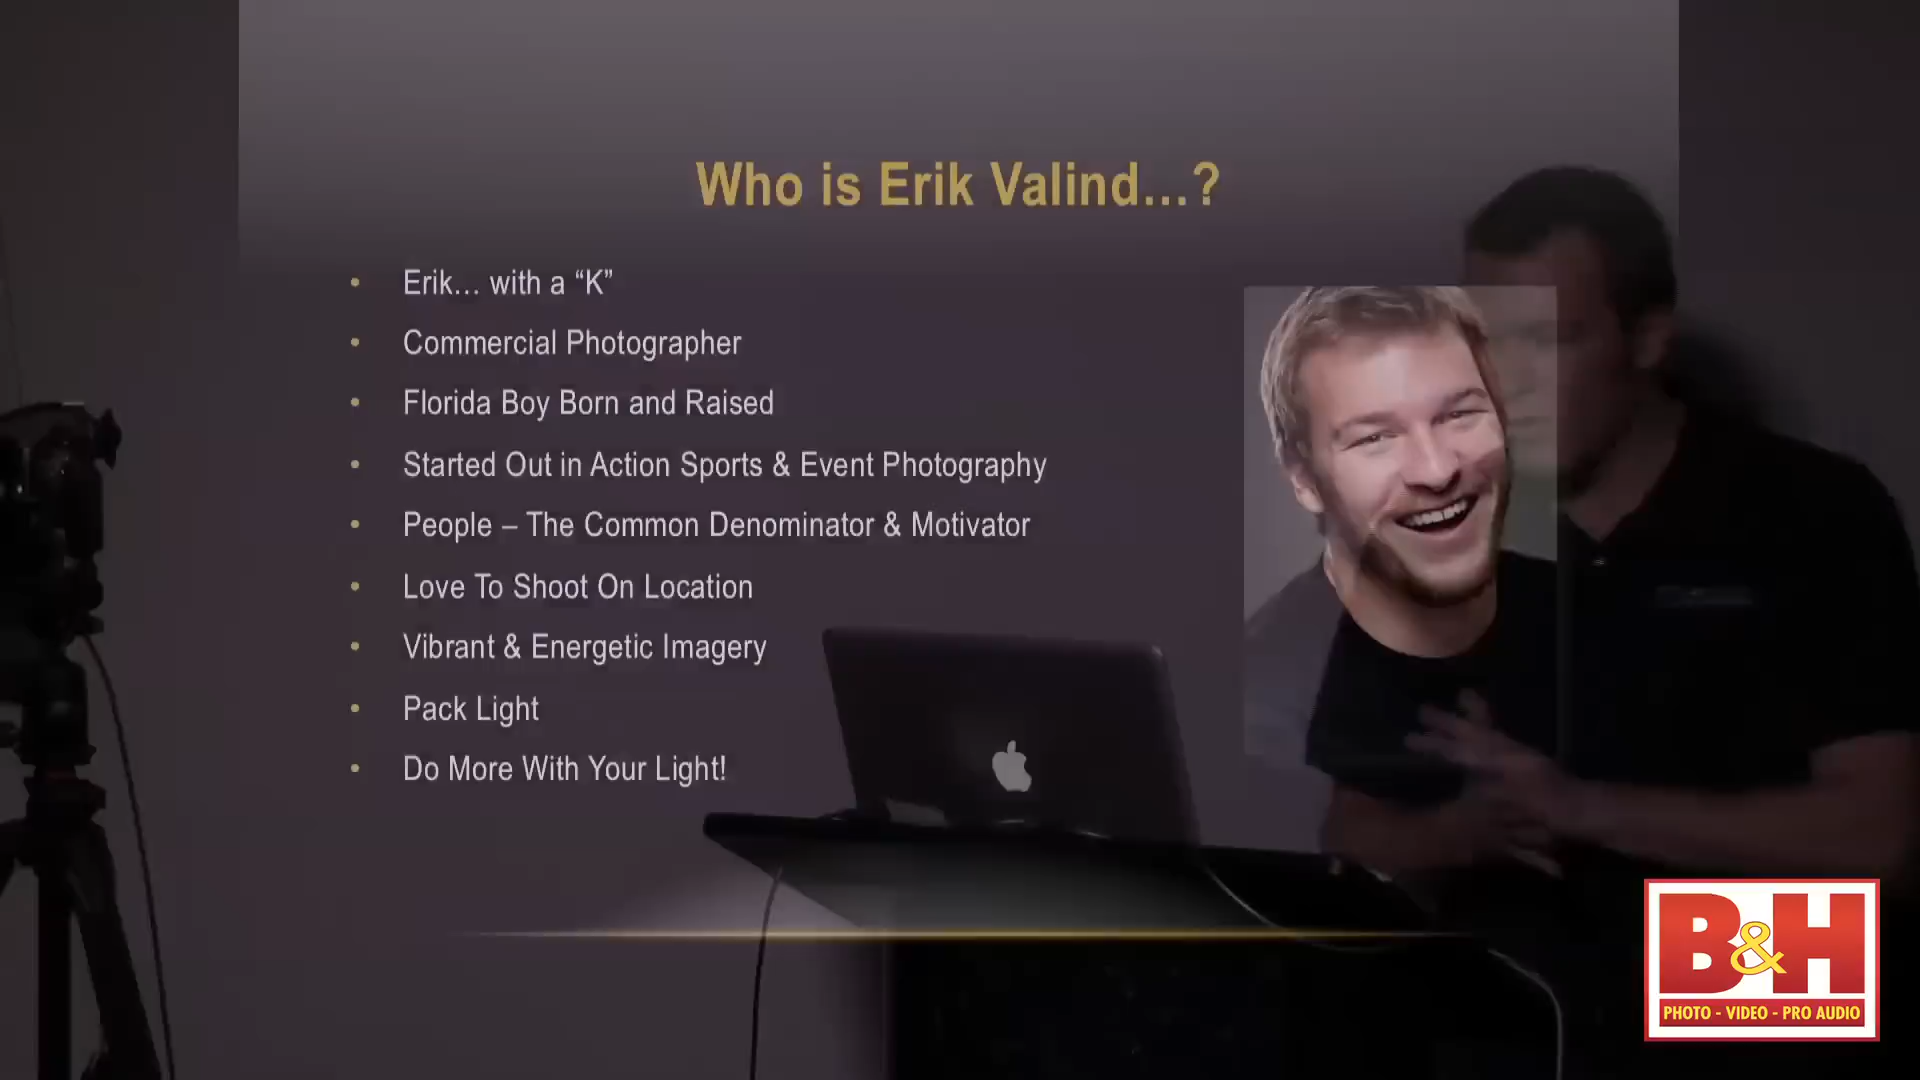 Who is Erik Valind...?
• Erik... with a “K”
• Commercial Photographer
• Florida Boy Born and Raised
• Started Out in Action Sports & Event Photography
• People – The Common Denominator & Motivator
• Love To Shoot On Location
• Vibrant & Energetic Imagery
• Pack Light
• Do More With Your Light!
B&H
PHOTO - VIDEO - PRO AUDIO